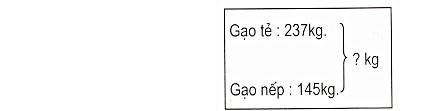 Gạo tẻ : 237kg.
? kg
Gạo nếp : 145kg.